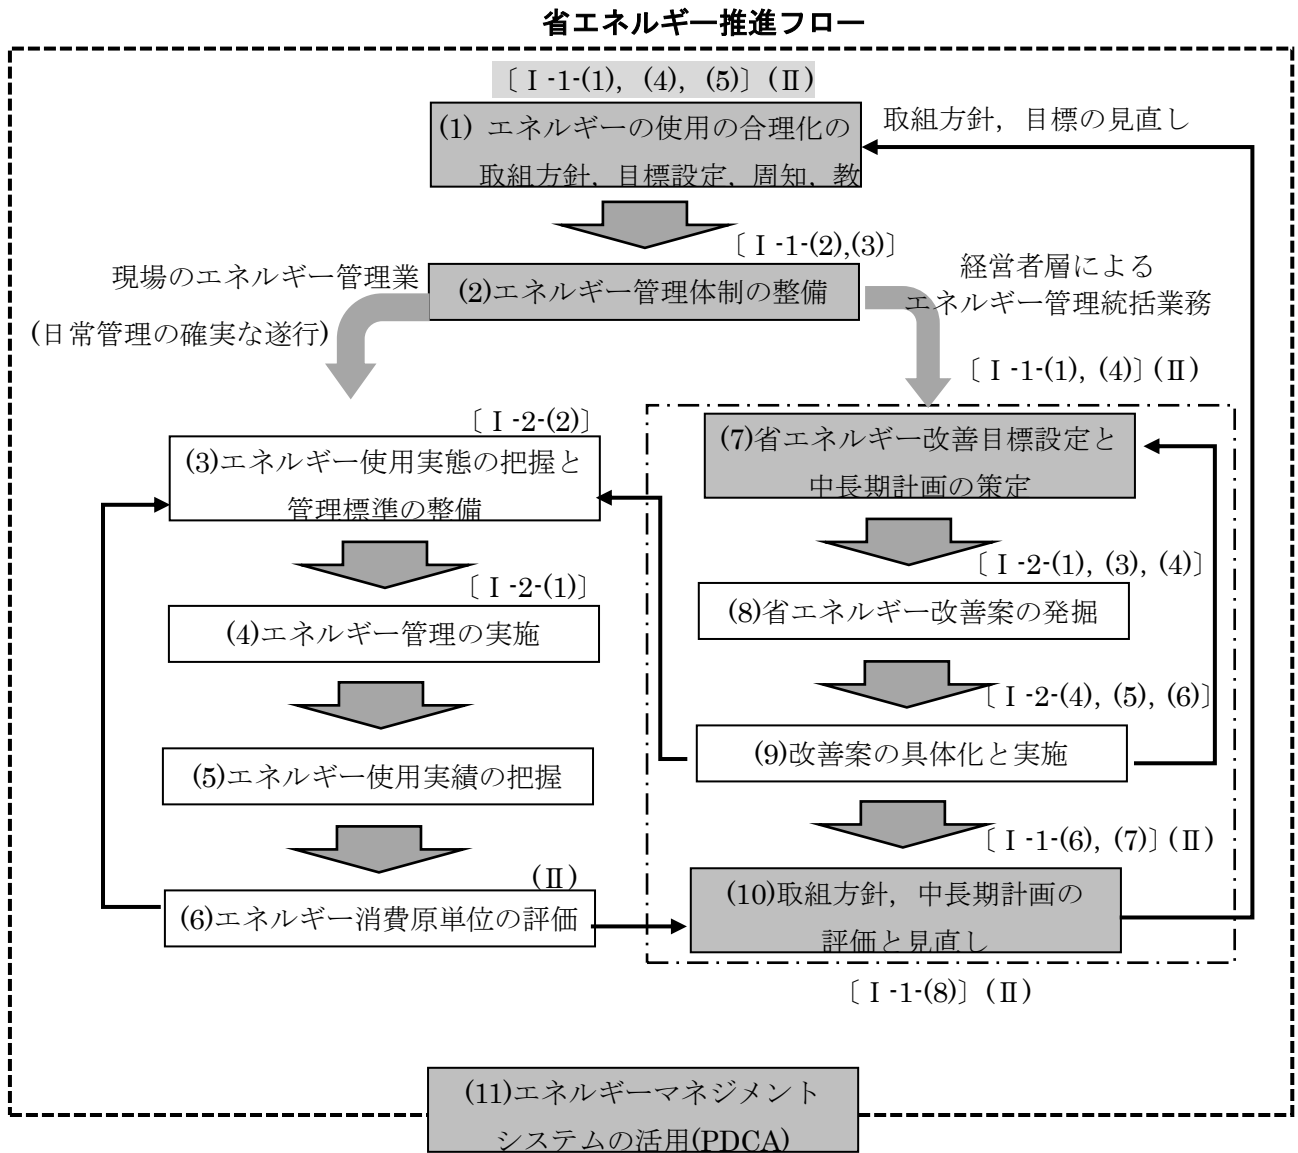 省エネルギー推進フロー
〔Ⅰ-1-(1), (4), (5)〕(Ⅱ)
(1) エネルギーの使用の合理化の
取組方針，目標設定，周知，教
取組方針，目標の見直し
〔Ⅰ-1-(2),(3)〕
現場のエネルギー管理業
(日常管理の確実な遂行)
(2)エネルギー管理体制の整備
経営者層による
エネルギー管理統括業務
〔Ⅰ-1-(1), (4)〕(Ⅱ)
〔Ⅰ-2-(2)〕
(3)エネルギー使用実態の把握と
管理標準の整備
〔Ⅰ-2-(1)〕
(4)エネルギー管理の実施
(5)エネルギー使用実績の把握
(Ⅱ)
(6)エネルギー消費原単位の評価
(7)省エネルギー改善目標設定と
中長期計画の策定
〔Ⅰ-2-(1), (3), (4)〕
(8)省エネルギー改善案の発掘
〔Ⅰ-2-(4), (5), (6)〕
(9)改善案の具体化と実施
〔Ⅰ-1-(6), (7)〕(Ⅱ)
(10)取組方針，中長期計画の
評価と見直し
〔Ⅰ-1-(8)〕(Ⅱ)
(11)エネルギーマネジメント
システムの活用(PDCA)